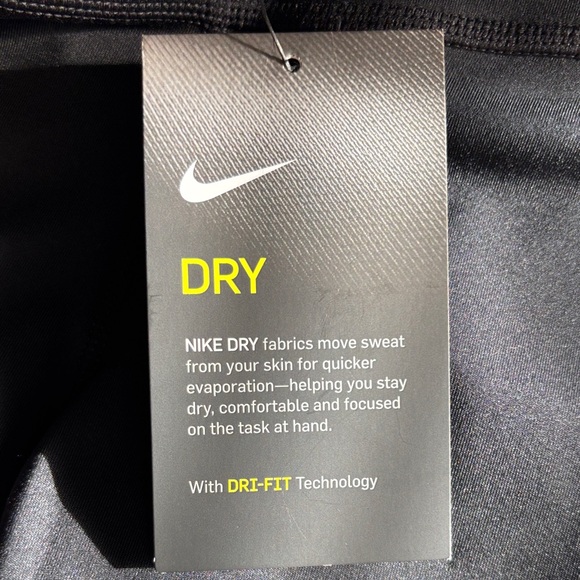 DRY
NIKE DRY fabrics move sweat
from your skin for quicker
evaporation—helping you stay
dry, comfortable and focused
on the task at hand.
With DRI-FIT Technology